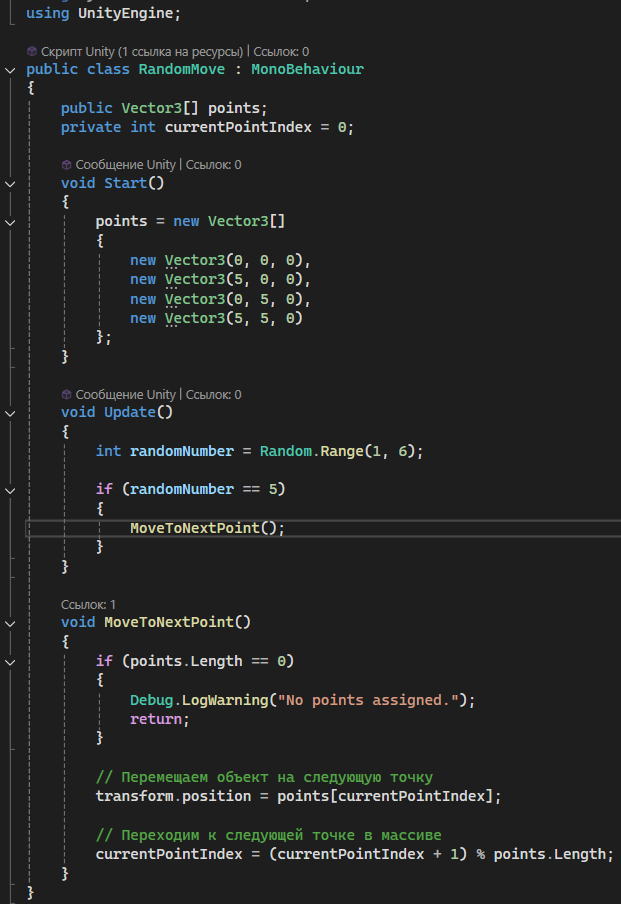 using UnityEngine;
Скрипт Unity (1 ссылка на ресурсы) | Ссылок: 0
public class RandomMove : MonoBehaviour
{
public Vector3[] points;
private int currentPointIndex = 0;
Сообщение Unity | Ссылок: 0
void Start()
{
points = new Vector3[]
{
new Vector3(0, 0, 0),
new Vector3(5, 0, 0),
new Vector3(0, 5, 0),
new Vector3(5, 5, 0)
};
}
Сообщение Unity | Ссылок: 0
void Update()
{
int randomNumber = Random.Range(1, 6);
if (randomNumber == 5)
{
MoveToNextPoint();
}
}
Ссылок: 1
void MoveToNextPoint()
{
if (points.Length == 0)
{
Debug.LogWarning("No points assigned.");
return;
}
// Перемещаем объект на следующую точку
transform.position = points[currentPointIndex];
// Переходим к следующей точке в массиве
currentPointIndex = (currentPointIndex + 1) % points.Length;
}
}